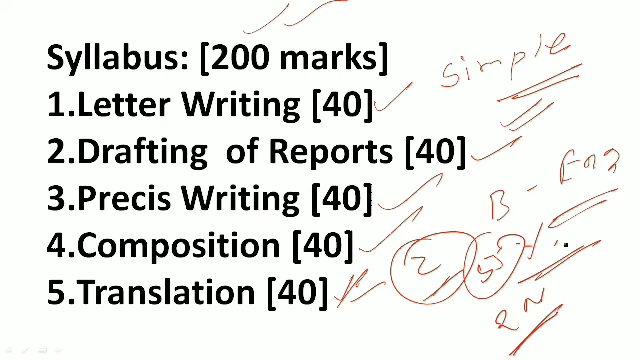 Syllabus: [200 marks]
simple
1.Letter Writing [40]
2.Drafting of Reports [40]
3.Precis Writing [40]
B - Eng
4.Composition [40]
5.Translation [40]